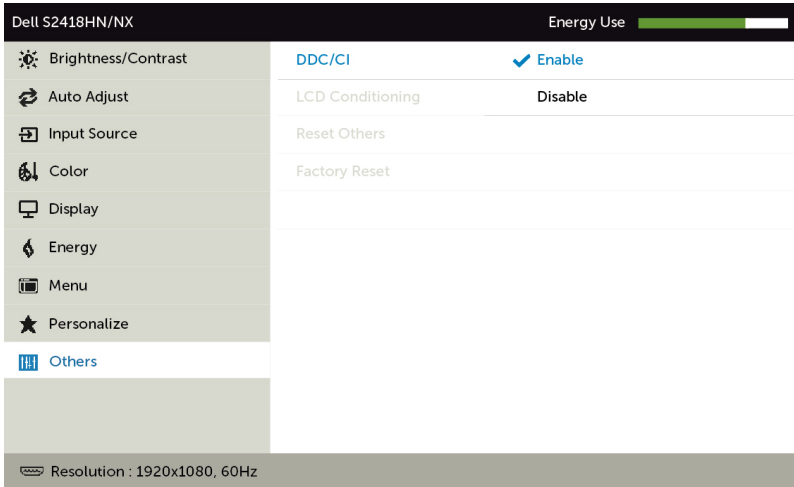 Dell S2418HN/NX Energy Use
Brightness/Contrast DDC/CI Enable
Auto Adjust LCD Conditioning Disable
Input Source Reset Others
Color Factory Reset
Display
Energy
Menu
Personalize
Others
Resolution : 1920x1080, 60Hz